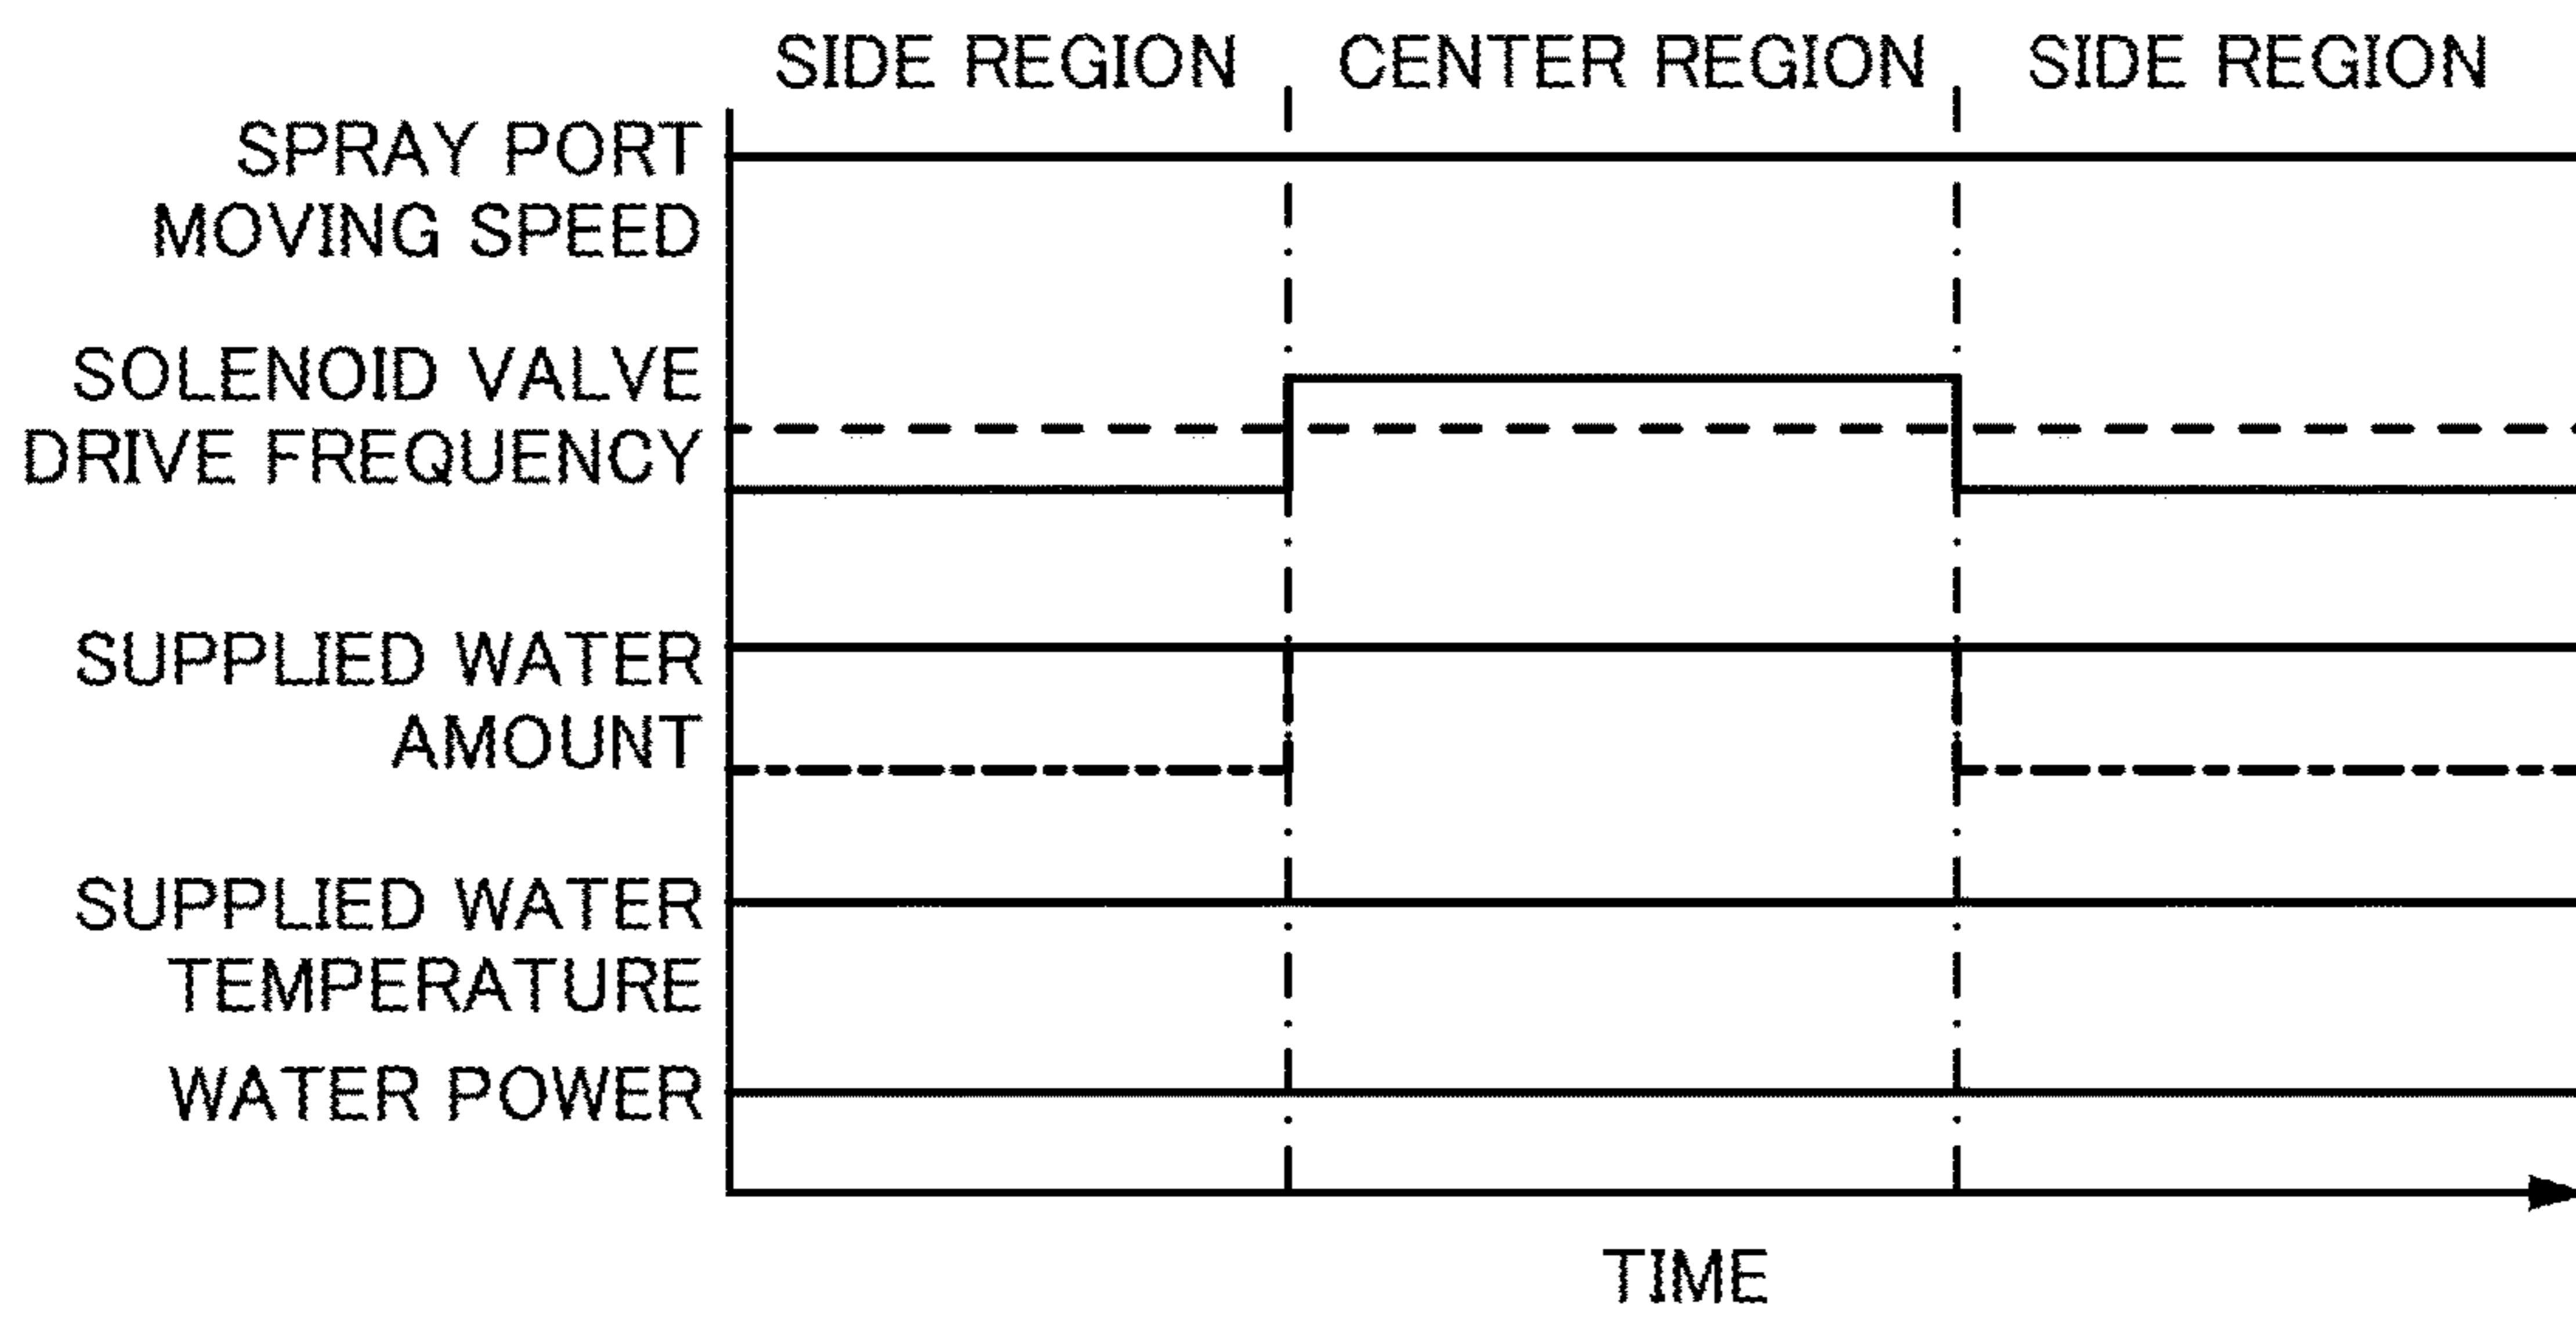 SIDE REGION CENTER REGION SIDE REGION
SPRAY PORT
MOVING SPEED
SOLENOID VALVE
DRIVE FREQUENCY
SUPPLIED WATER
AMOUNT
SUPPLIED WATER
TEMPERATURE
WATER POWER
TIME